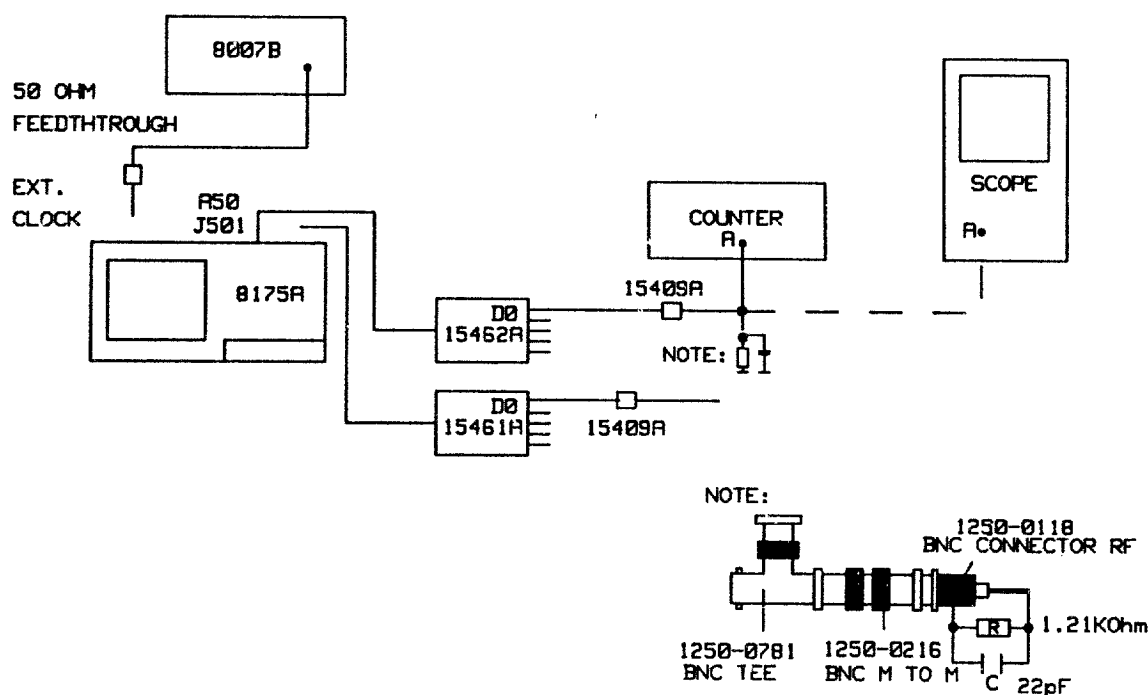 8007B
50 OHM
FEEDTHTROUGH
EXT.
CLOCK
A50
J501
8175A
COUNTER
A
SCOPE
A
15409A
D0
15462A
NOTE:
D0
15461A
15409A
NOTE:
1250-0118
BNC CONNECTOR RF
R
1.21KOhm
1250-0781
BNC TEE
1250-0216
BNC M TO M
C
22pF